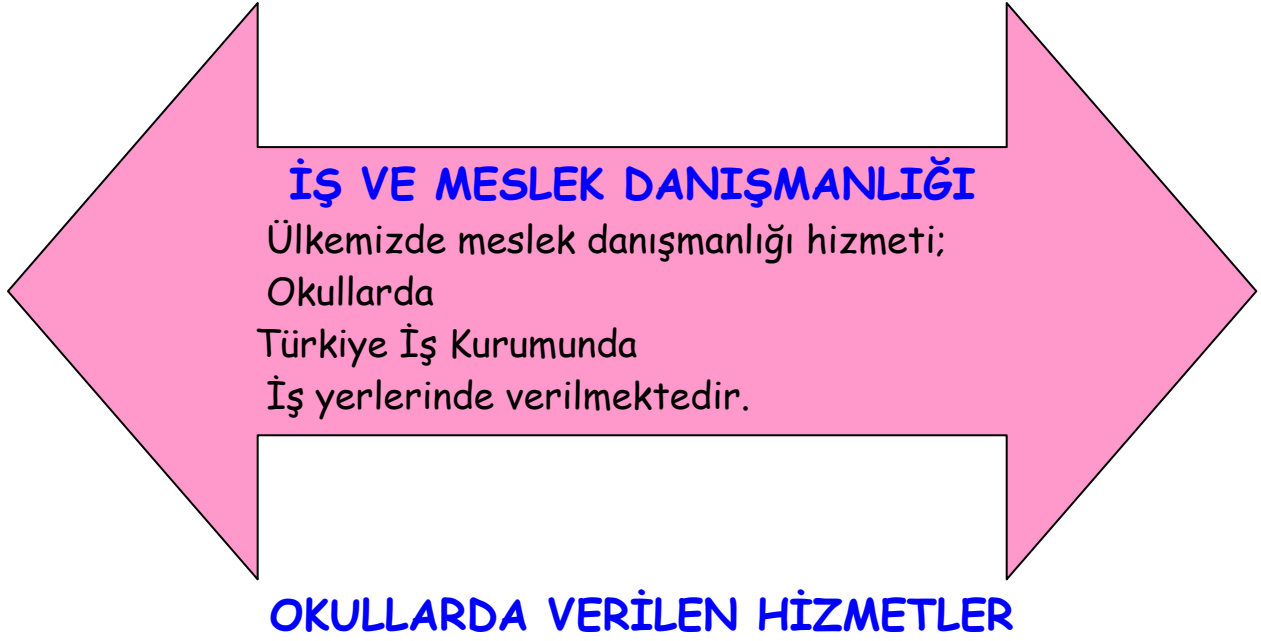 İŞ VE MESLEK DANIŞMANLIĞI
Ülkemizde meslek danışmanlığı hizmeti;
Okullarda
Türkiye İş Kurumunda
İş yerlerinde verilmektedir.
OKULLARDA VERİLEN HİZMETLER